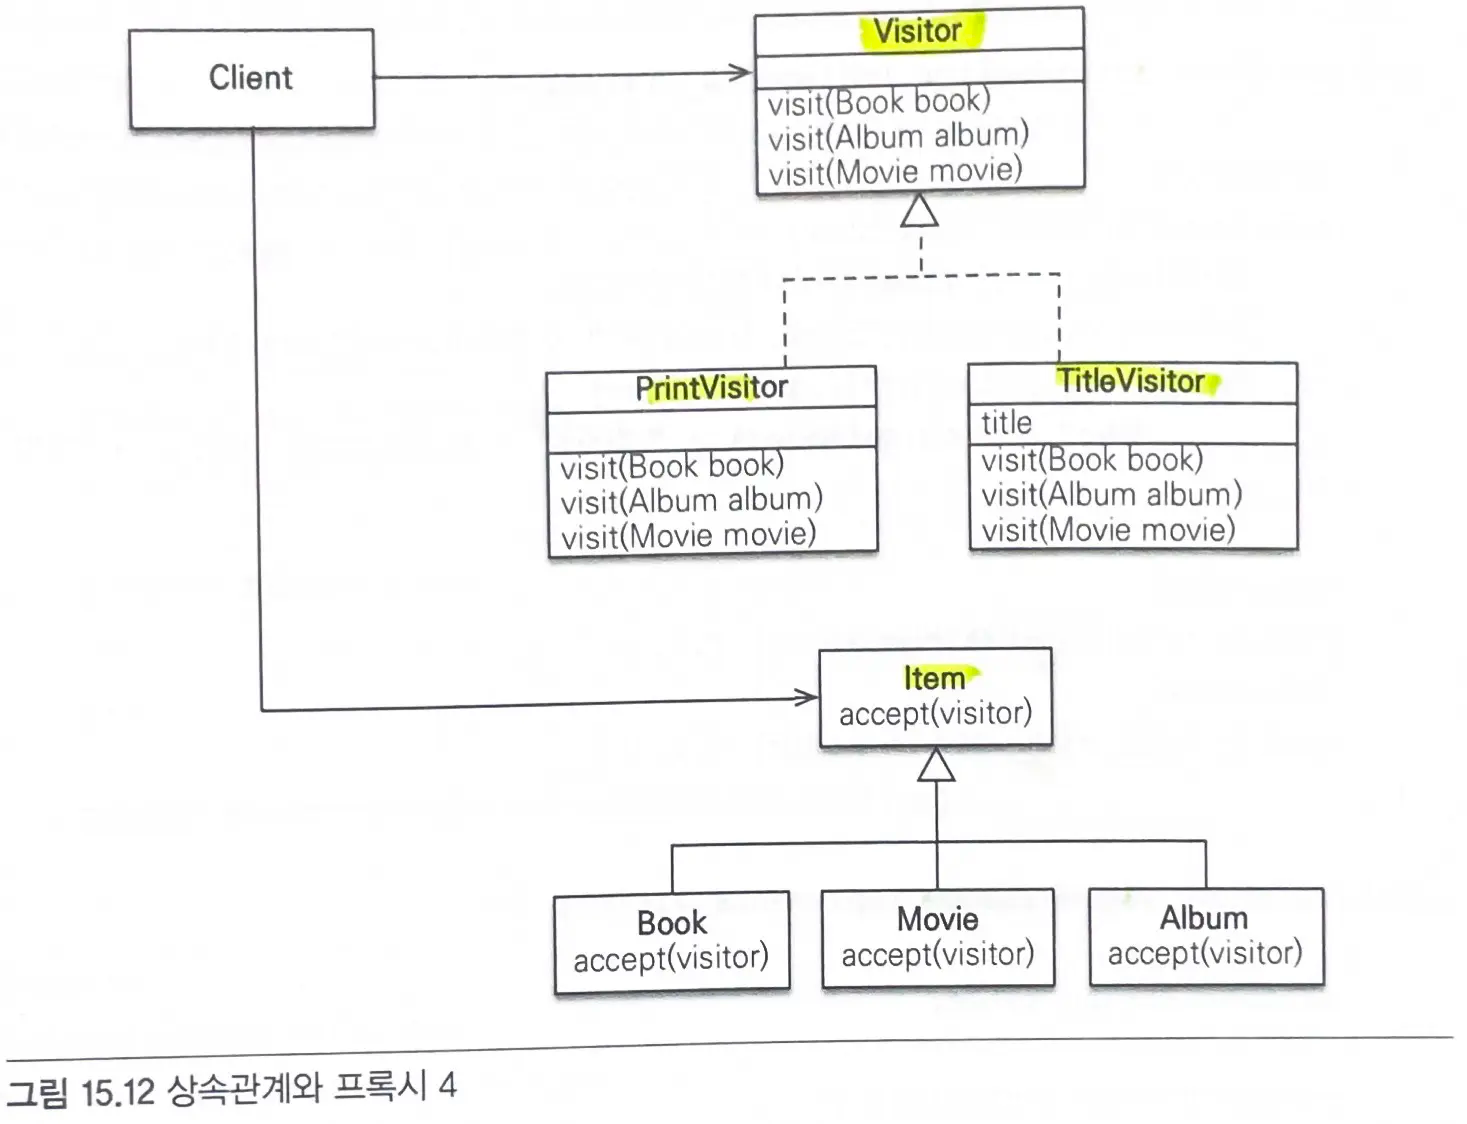 Client
Visitor
visit(Book book)
visit(Album album)
visit(Movie movie)
PrintVisitor
visit(Book book)
visit(Album album)
visit(Movie movie)
TitleVisitor
title
visit(Book book)
visit(Album album)
visit(Movie movie)
Item
accept(visitor)
Book
accept(visitor)
Movie
accept(visitor)
Album
accept(visitor)
그림 15.12 상속관계와 프록시 4